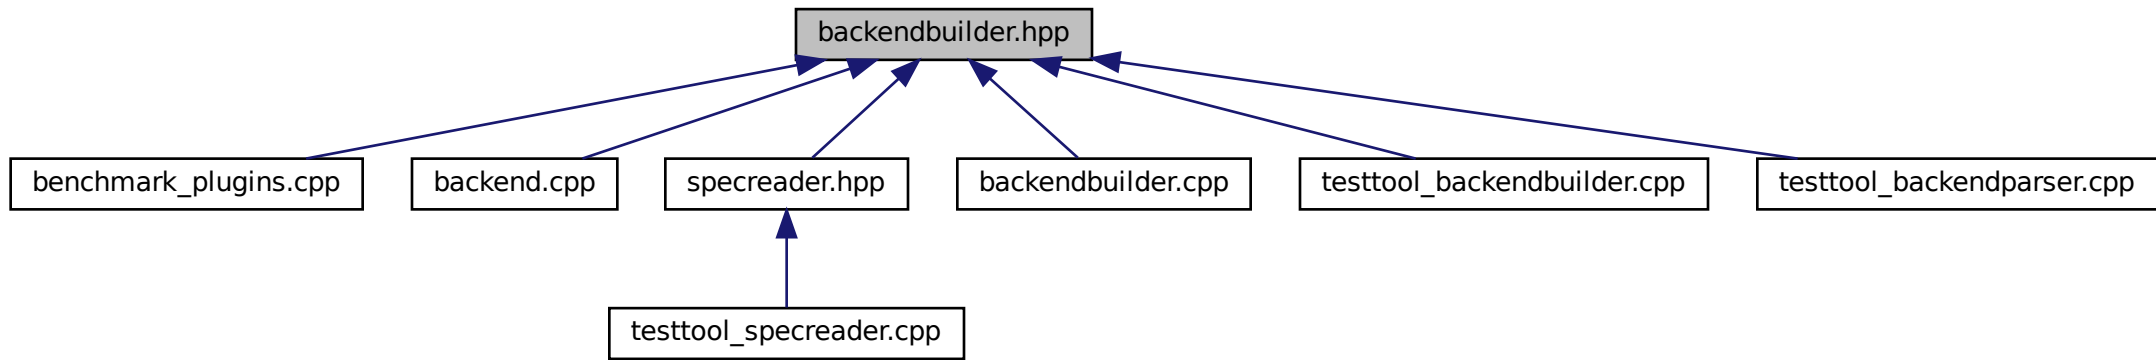 backendbuilder.hpp
benchmark_plugins.cpp
backend.cpp
specreader.hpp
backendbuilder.cpp
testtool_backendbuilder.cpp
testtool_backendparser.cpp
testtool_specreader.cpp